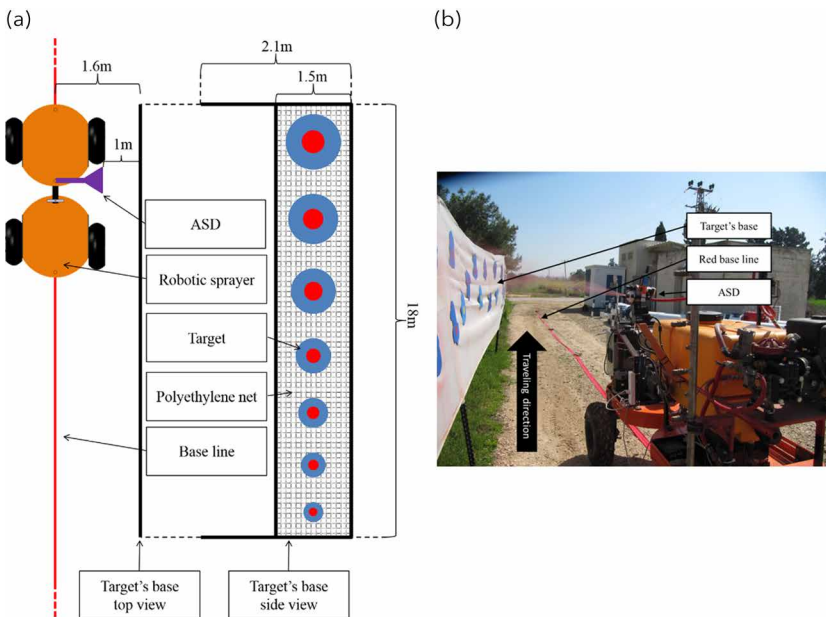 (a)
(b)
2.1m
1.6m
1.5m
1m
ASD
Robotic sprayer
Target
Polyethylene net
Base line
18m
Target's base
top view
Target's base
side view
Target's base
Red base line
ASD
Traveling direction